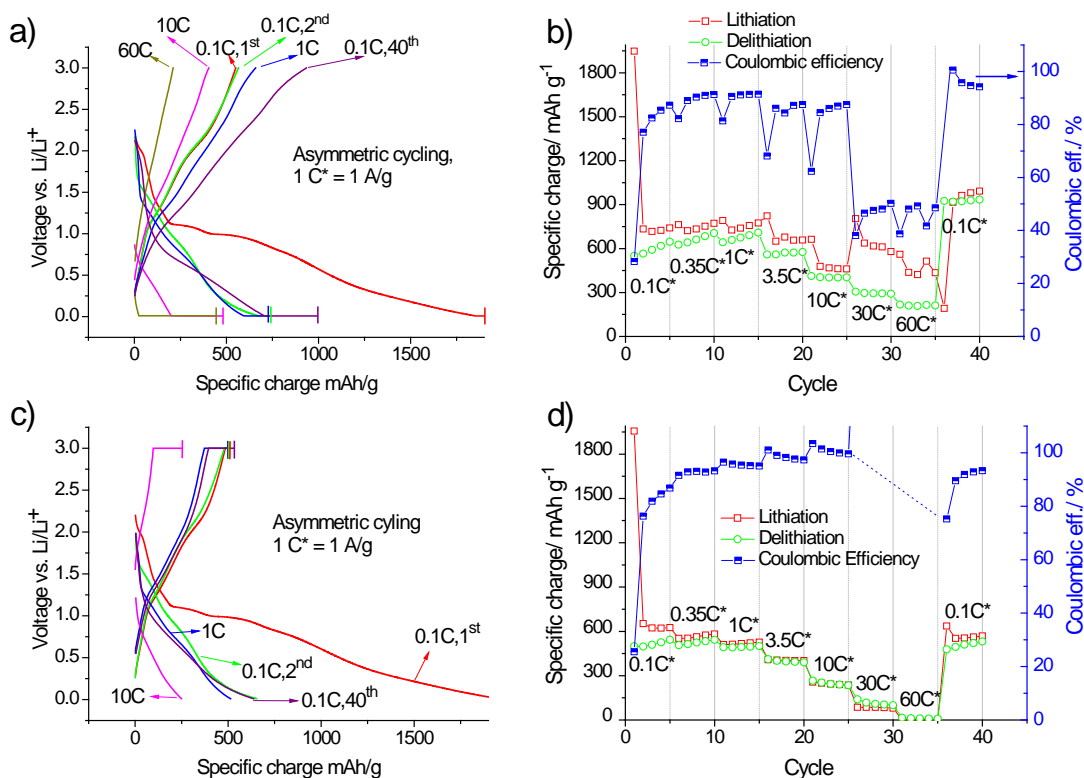 a)
60C
10C
0.1C,1st
0.1C,2nd
1C
0.1C,40th
3.0
2.5
2.0
1.5
1.0
0.5
0.0
Voltage vs. Li/Li+
Asymmetric cycling,
1 C* = 1 A/g
0 500 1000 1500
Specific charge mAh/g
b)
Lithiation
Delithiation
Coulombic efficiency
1800
1500
1200
900
600
300
0
Specific charge/ mAh g-1
100
80
60
40
20
0
Coulombic eff./ %
0.1C*
0.35C*
1C*
3.5C*
10C*
30C*
60C*
0.1C*
0 10 20 30 40
Cycle
c)
3.0
2.5
2.0
1.5
1.0
0.5
0.0
Voltage vs. Li/Li+
Asymmetric cyling
1 C* = 1 A/g
1C
0.1C,1st
0.1C,2nd
0.1C,40th
10C
0 500 1000 1500
Specific charge mAh/g
d)
1800
1500
1200
900
600
300
0
Specific charge/ mAh g-1
Lithiation
Delithiation
Coulombic Efficiency
100
80
60
40
20
0
Coulombic eff./ %
0.1C*
0.35C*
1C*
3.5C*
10C*
30C*
60C*
0.1C*
0 10 20 30 40
Cycle